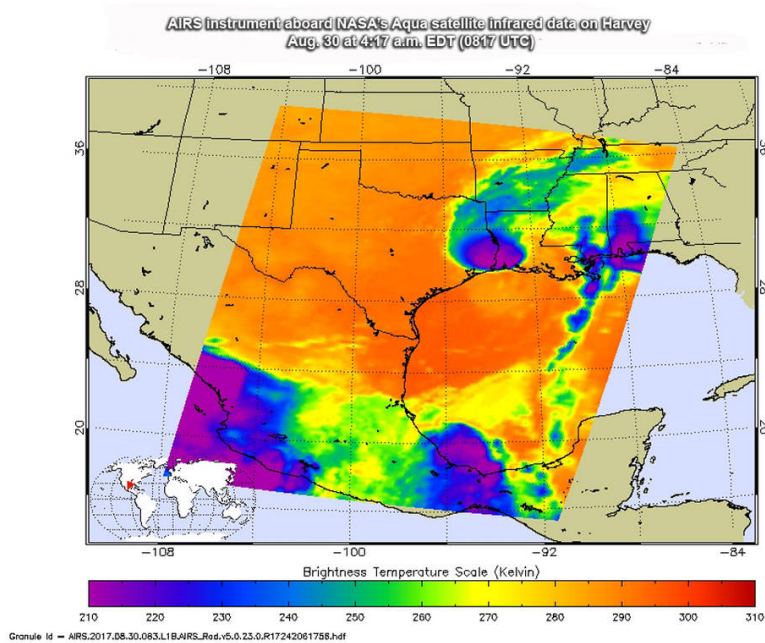 AIRS instrument aboard NASA's Aqua satellite infrared data on Harvey
Aug. 30 at 4:17 a.m. EDT (0817 UTC)
-108 -100 -92 -84
36 36
28 28
20 20
-108 -100 -92 -84
Brightness Temperature Scale (Kelvin)
210 220 230 240 250 260 270 280 290 300 310
Granule Id = AIRS.2017.08.30.083.L1B.AIRS_Rad.v5.0.23.0.R17242061758.hdf